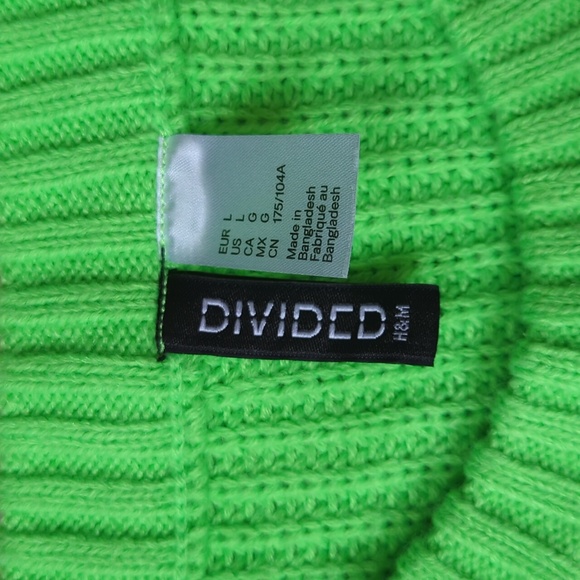 EUR L
US L
CA G
MX G
CN 175/104A
Made in
Bangladesh
Fabriqué au
Bangladesh
DIVIDED
H&M